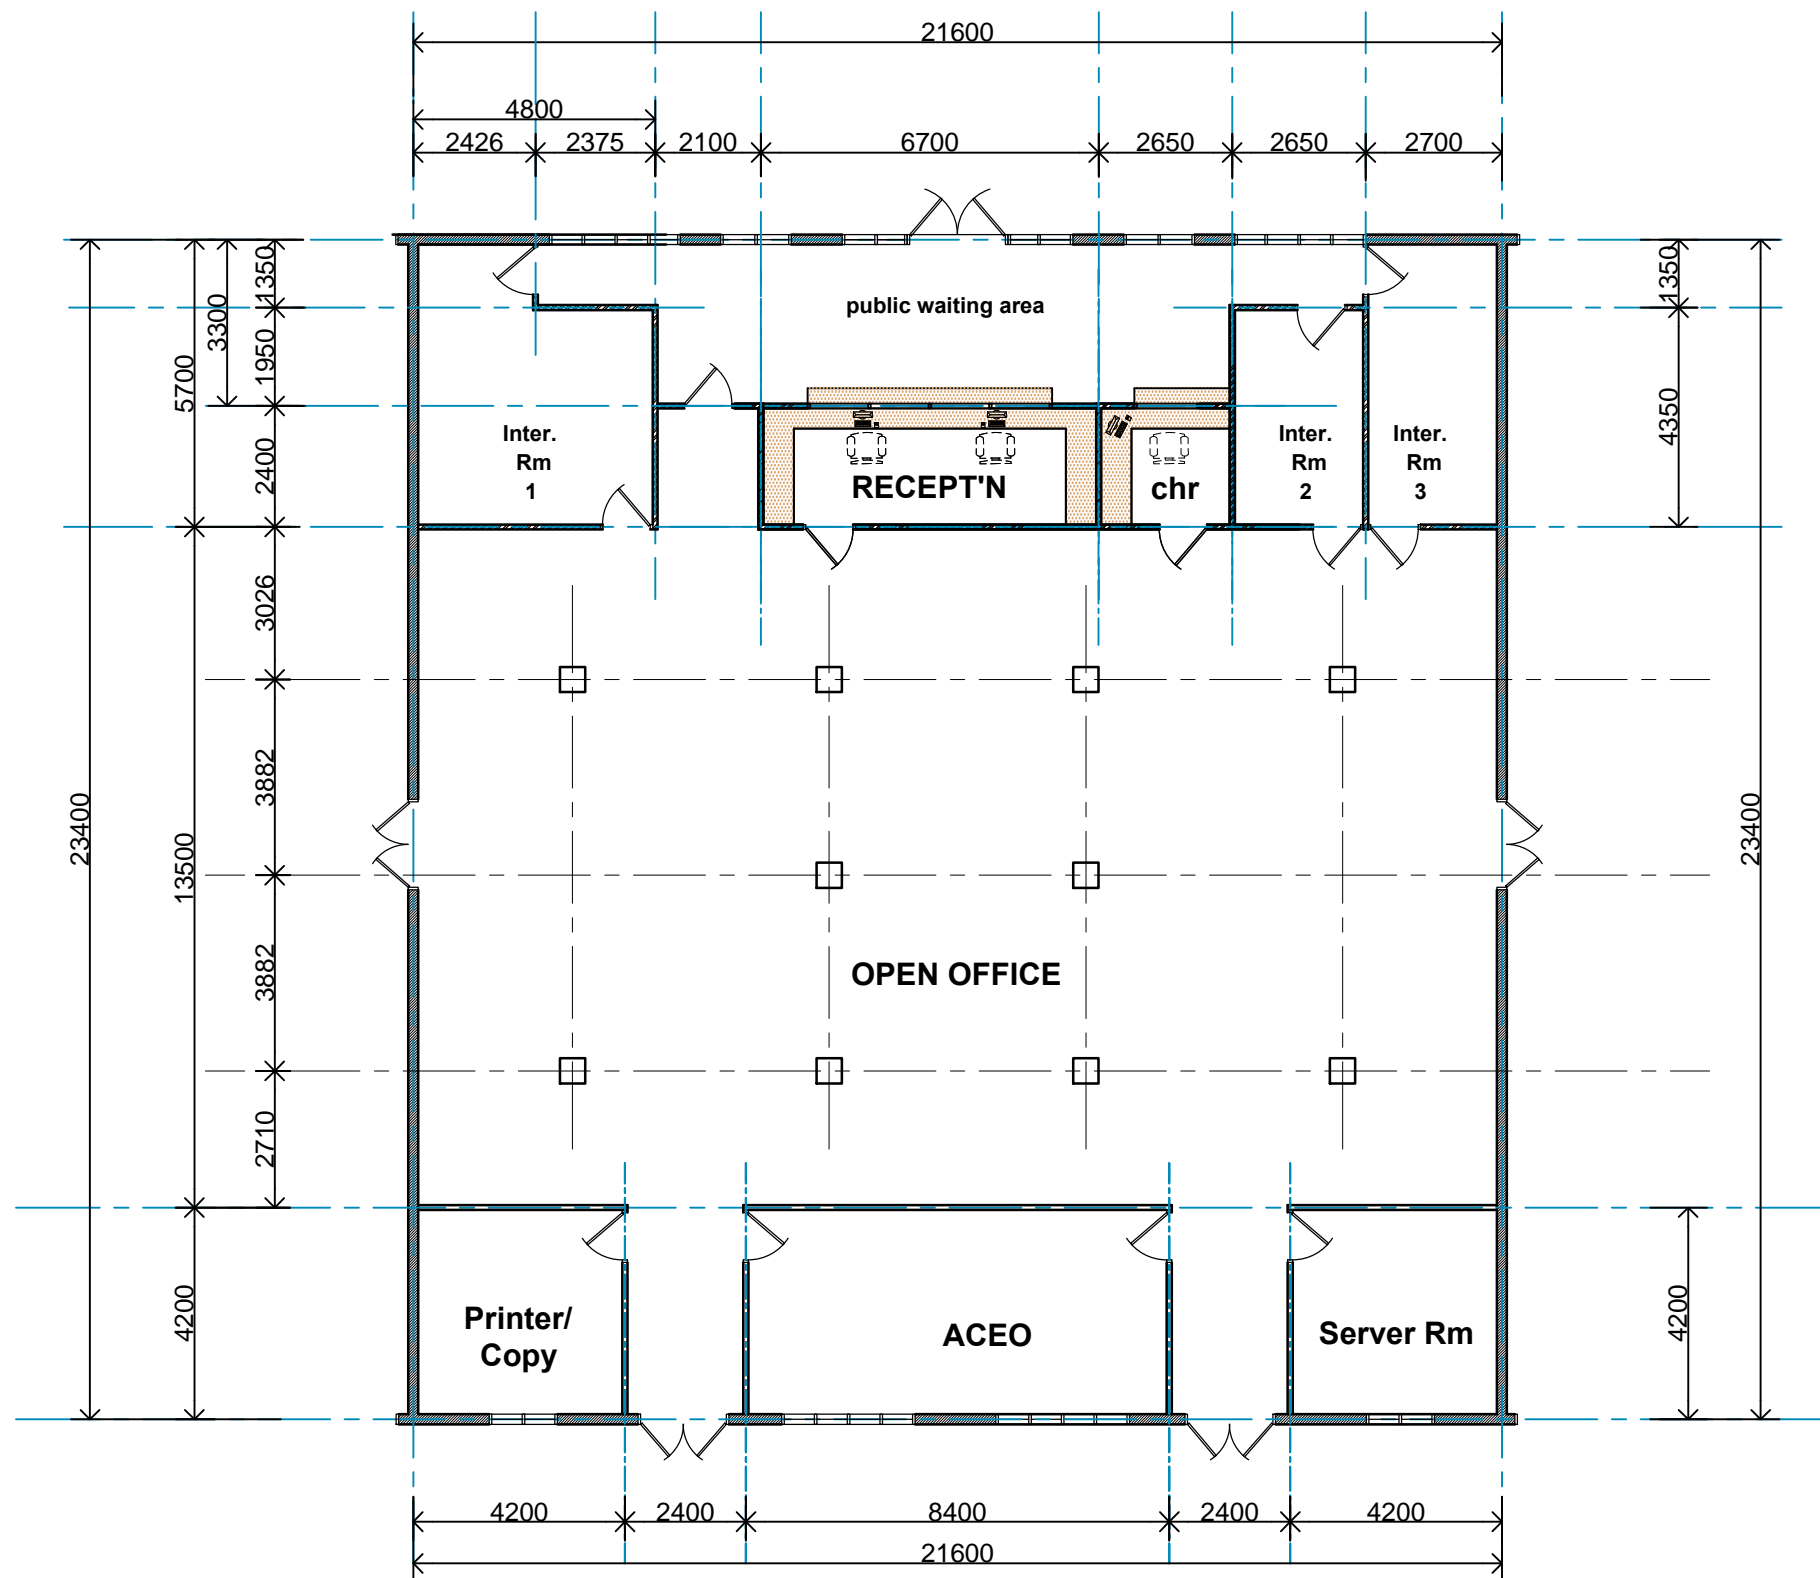 21600
4800
2426 2375 2100 6700 2650 2650 2700
1350
1950
3300
2400
5700
3026
3882
3882
2710
13500
4200
23400
1350
4350
23400
4200
public waiting area
Inter.
Rm
1
RECEPT'N
chr
Inter.
Rm
2
Inter.
Rm
3
OPEN OFFICE
Printer/
Copy
ACEO
Server Rm
4200 2400 8400 2400 4200
21600